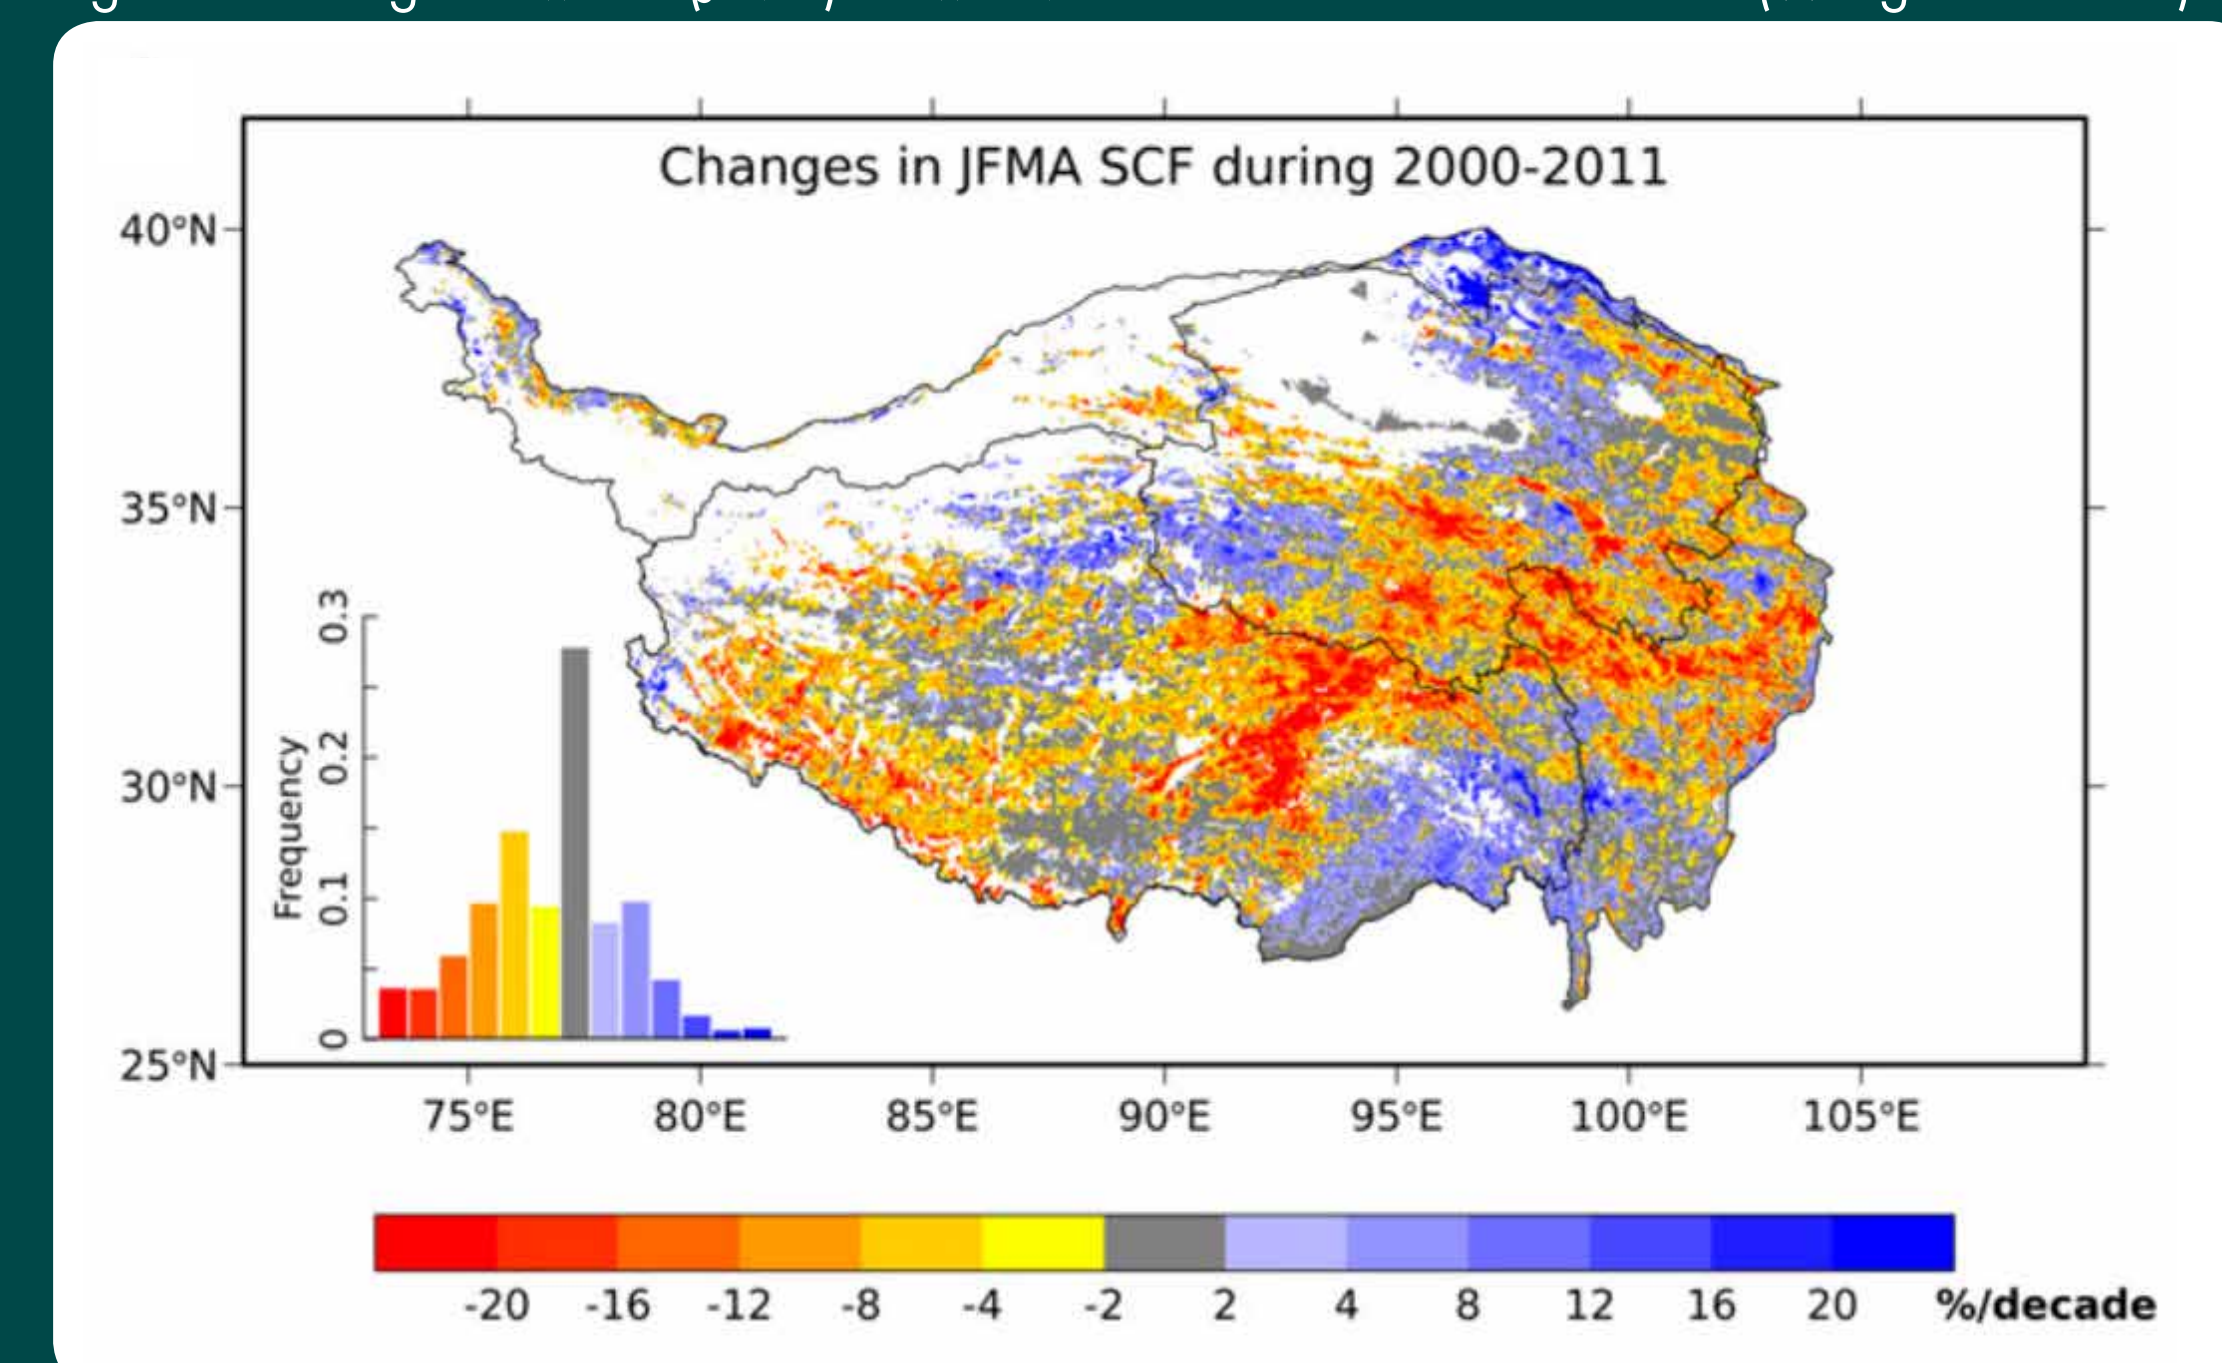 Changes in JFMA SCF during 2000-2011
40°N
35°N
30°N
25°N
Frequency
0.3
0.2
0.1
0
75°E 80°E 85°E 90°E 95°E 100°E 105°E
-20 -16 -12 -8 -4 -2 2 4 8 12 16 20 %/decade